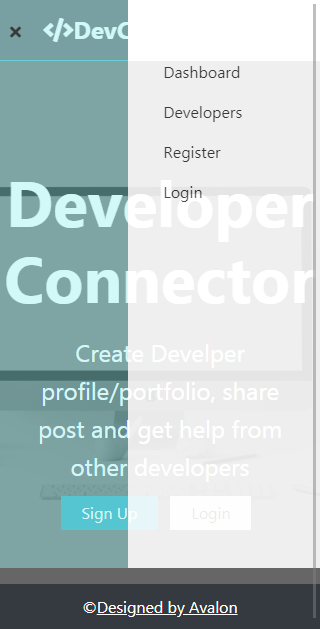 × </>DevC
Dashboard
Developers
Register
Login
Developer
Connector
Create Develper
profile/portfolio, share
post and get help from
other developers
Sign Up Login
©Designed by Avalon